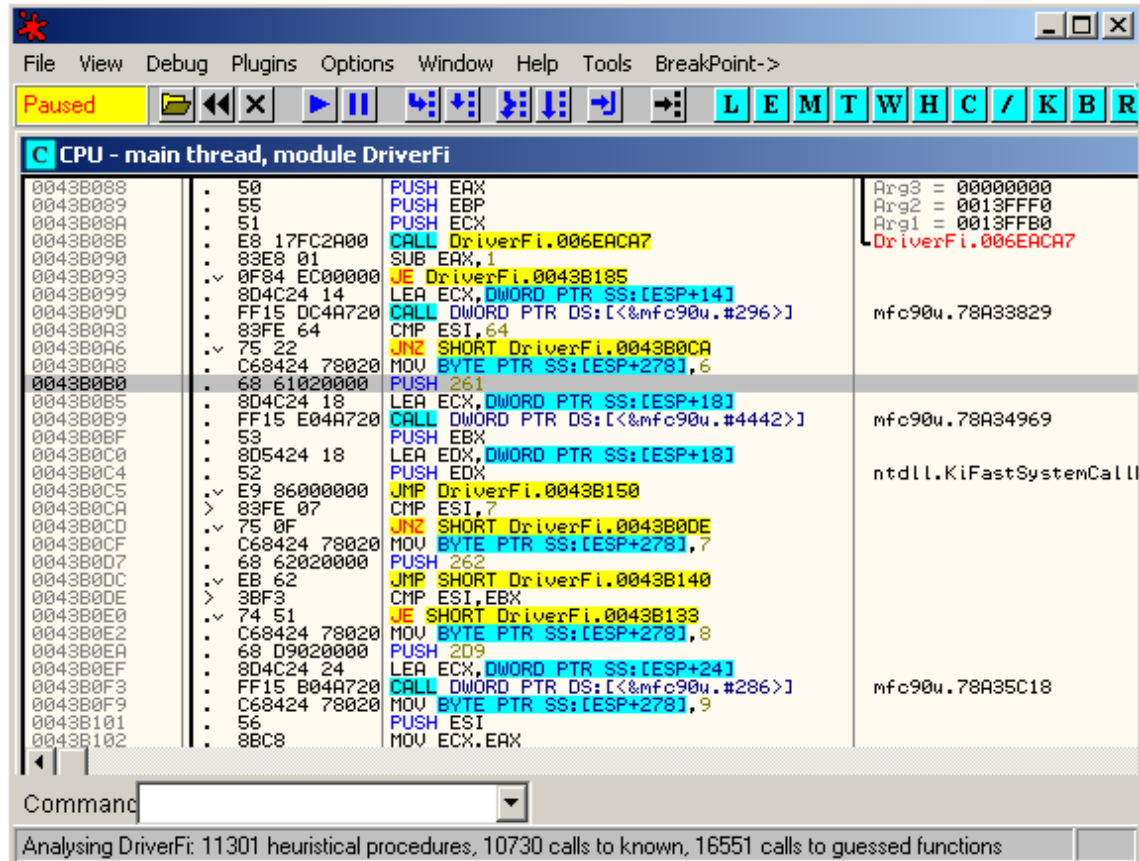 File View Debug Plugins Options Window Help Tools BreakPoint->
Paused L E M T W H C / K B R
C CPU - main thread, module DriverFi
0043B088 . 50 PUSH EAX Arg3 = 00000000
0043B089 . 55 PUSH EBP Arg2 = 0013FFF0
0043B08A . 51 PUSH ECX Arg1 = 0013FFB0
0043B08B . E8 17FC2A00 CALL DriverFi.006EACA7 DriverFi.006EACA7
0043B090 . 83E8 01 SUB EAX,1
0043B093 .v 0F84 EC00000 JE DriverFi.0043B185
0043B099 . 8D4C24 14 LEA ECX,DWORD PTR SS:[ESP+14]
0043B09D . FF15 DC4A720 CALL DWORD PTR DS:[<&mfc90u.#296>] mfc90u.78A33829
0043B0A3 . 83FE 64 CMP ESI,64
0043B0A6 .v 75 22 JNZ SHORT DriverFi.0043B0CA
0043B0A8 . C68424 78020 MOV BYTE PTR SS:[ESP+278],6
0043B0B0 . 68 61020000 PUSH 261
0043B0B5 . 8D4C24 18 LEA ECX,DWORD PTR SS:[ESP+18]
0043B0B9 . FF15 E04A720 CALL DWORD PTR DS:[<&mfc90u.#4442>] mfc90u.78A34969
0043B0BF . 53 PUSH EBX
0043B0C0 . 8D5424 18 LEA EDX,DWORD PTR SS:[ESP+18]
0043B0C4 . 52 PUSH EDX ntdll.KiFastSystemCall
0043B0C5 .v E9 86000000 JMP DriverFi.0043B150
0043B0CA > 83FE 07 CMP ESI,7
0043B0CD .v 75 0F JNZ SHORT DriverFi.0043B0DE
0043B0CF . C68424 78020 MOV BYTE PTR SS:[ESP+278],7
0043B0D7 . 68 62020000 PUSH 262
0043B0DC .v EB 62 JMP SHORT DriverFi.0043B140
0043B0DE > 3BF3 CMP ESI,EBX
0043B0E0 .v 74 51 JE SHORT DriverFi.0043B133
0043B0E2 . C68424 78020 MOV BYTE PTR SS:[ESP+278],8
0043B0EA . 68 D9020000 PUSH 2D9
0043B0EF . 8D4C24 24 LEA ECX,DWORD PTR SS:[ESP+24]
0043B0F3 . FF15 B04A720 CALL DWORD PTR DS:[<&mfc90u.#286>] mfc90u.78A35C18
0043B0F9 . C68424 78020 MOV BYTE PTR SS:[ESP+278],9
0043B101 . 56 PUSH ESI
0043B102 . 8BC8 MOV ECX,EAX
Command
Analysing DriverFi: 11301 heuristical procedures, 10730 calls to known, 16551 calls to guessed functions